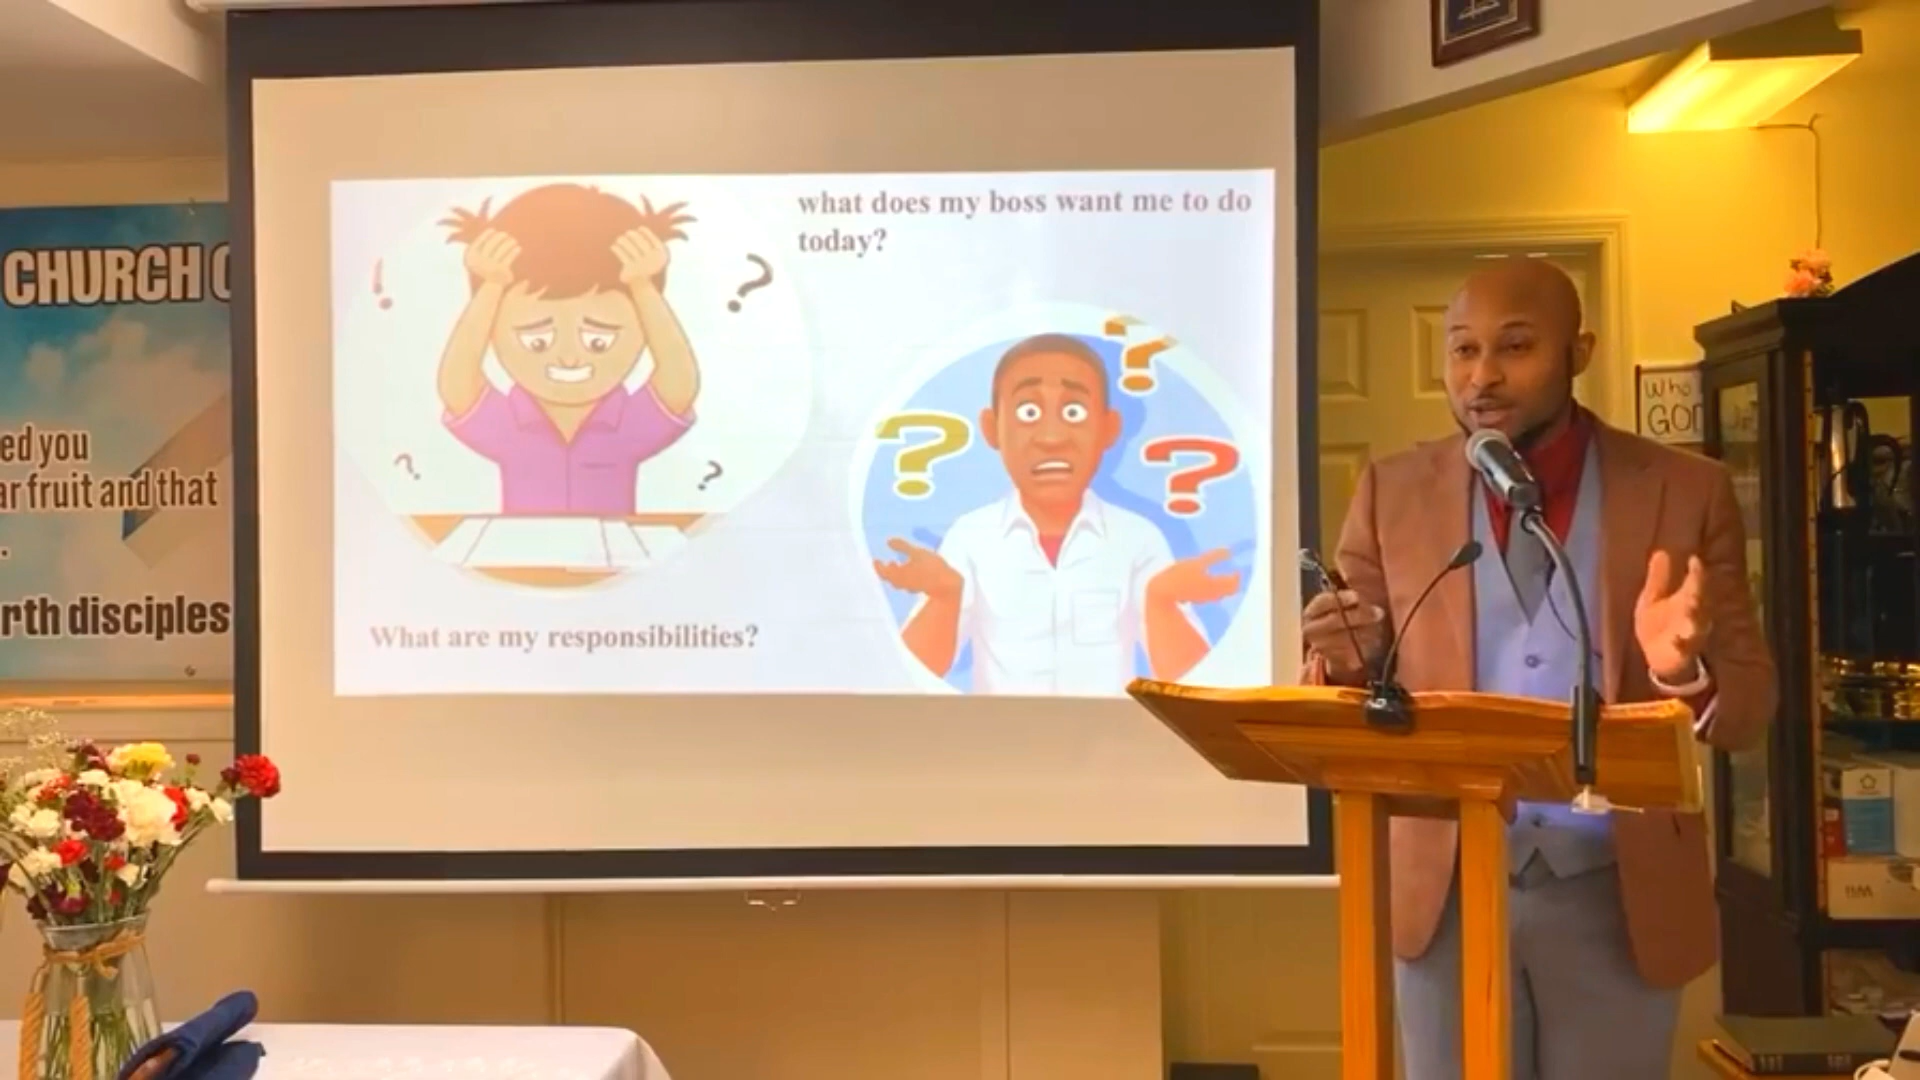 CHURCH
ed you
ar fruit and that
.
rth disciples
what does my boss want me to do
today?
What are my responsibilities?
Who
GOD